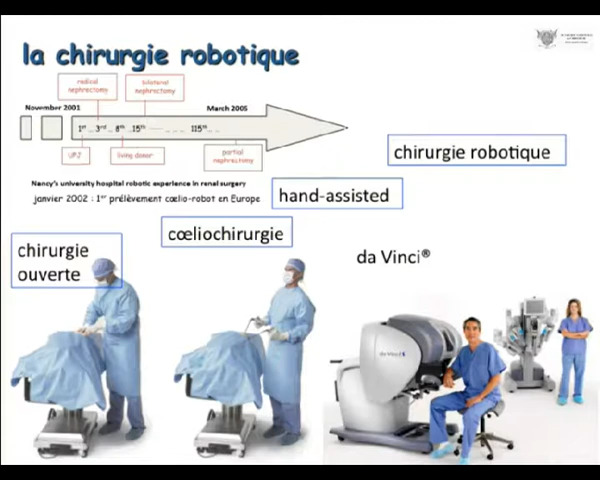 la chirurgie robotique
radical
nephrectomy
bilateral
nephrectomy
November 2001
March 2005
1st 3rd 8th 15th 115th
UPJ
living donor
partial
nephrectomy
Nancy's university hospital robotic experience in renal surgery
janvier 2002 : 1er prélèvement cœlio-robot en Europe
chirurgie robotique
hand-assisted
cœliochirurgie
chirurgie
ouverte
da Vinci®
da Vinci